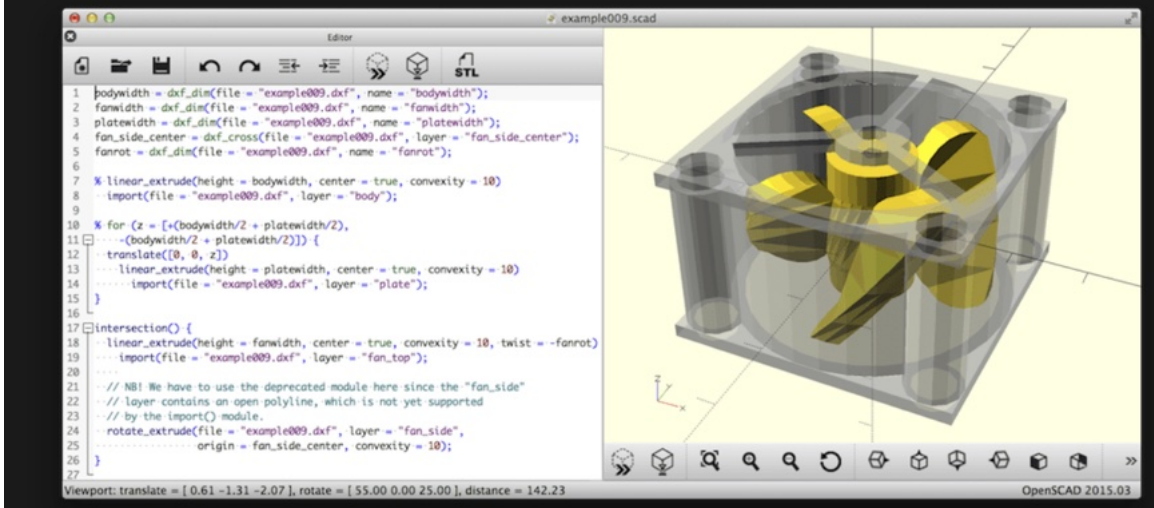 example009.scad
Editor
STL
1 bodywidth = dxf_dim(file = "example009.dxf", name = "bodywidth");
2 fanwidth = dxf_dim(file = "example009.dxf", name = "fanwidth");
3 platewidth = dxf_dim(file = "example009.dxf", name = "platewidth");
4 fan_side_center = dxf_cross(file = "example009.dxf", layer = "fan_side_center");
5 fanrot = dxf_dim(file = "example009.dxf", name = "fanrot");
6
7 % linear_extrude(height = bodywidth, center = true, convexity = 10)
8   import(file = "example009.dxf", layer = "body");
9
10 % for (z = [+(bodywidth/2 + platewidth/2),
11     -(bodywidth/2 + platewidth/2)]) {
12   translate([0, 0, z])
13     linear_extrude(height = platewidth, center = true, convexity = 10)
14       import(file = "example009.dxf", layer = "plate");
15 }
16
17 intersection() {
18   linear_extrude(height = fanwidth, center = true, convexity = 10, twist = -fanrot)
19     import(file = "example009.dxf", layer = "fan_top");
20
21   // NB! We have to use the deprecated module here since the "fan_side"
22   // layer contains an open polyline, which is not yet supported
23   // by the import() module.
24   rotate_extrude(file = "example009.dxf", layer = "fan_side",
25                  origin = fan_side_center, convexity = 10);
26 }
27
z
y
x
Viewport: translate = [ 0.61 -1.31 -2.07 ], rotate = [ 55.00 0.00 25.00 ], distance = 142.23
OpenSCAD 2015.03